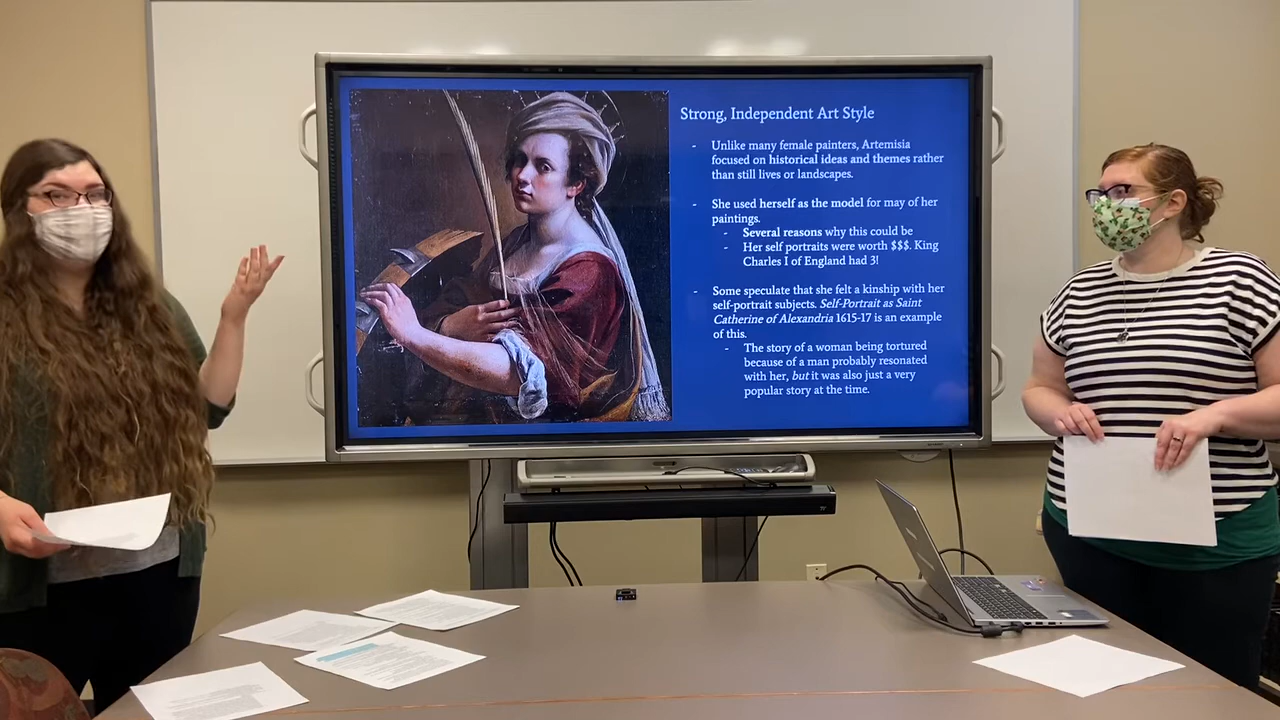 Strong, Independent Art Style
- Unlike many female painters, Artemisia
focused on historical ideas and themes rather
than still lives or landscapes.
- She used herself as the model for may of her
paintings.
- Several reasons why this could be
- Her self portraits were worth $$$. King
Charles I of England had 3!
- Some speculate that she felt a kinship with her
self-portrait subjects. Self-Portrait as Saint
Catherine of Alexandria 1615-17 is an example
of this.
- The story of a woman being tortured
because of a man probably resonated
with her, but it was also just a very
popular story at the time.